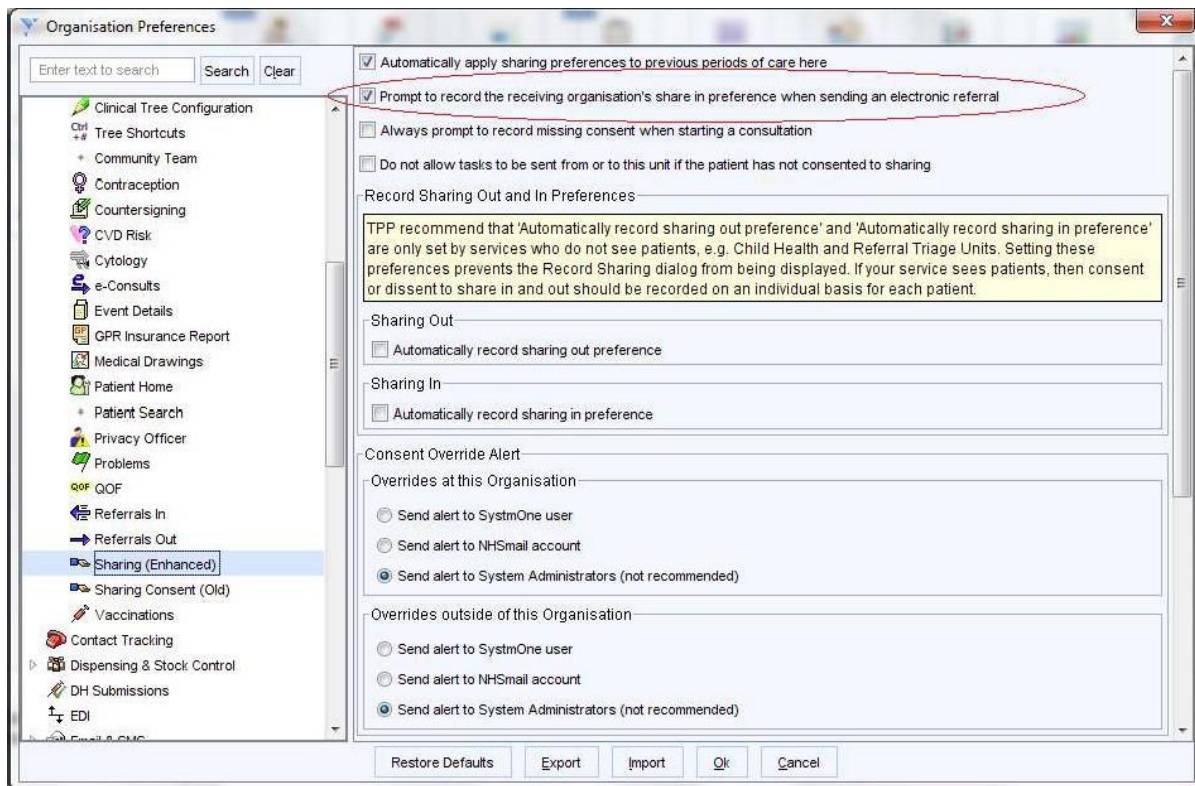 Organisation Preferences
Enter text to search
Search
Clear
Clinical Tree Configuration
Ctrl
+#
Tree Shortcuts
Community Team
Contraception
Countersigning
CVD Risk
Cytology
e-Consults
Event Details
GPR Insurance Report
Medical Drawings
Patient Home
Patient Search
Privacy Officer
Problems
QOF QOF
Referrals In
Referrals Out
Sharing (Enhanced)
Sharing Consent (Old)
Vaccinations
Contact Tracking
Dispensing & Stock Control
DH Submissions
EDI
Email & SMS
Automatically apply sharing preferences to previous periods of care here
Prompt to record the receiving organisation's share in preference when sending an electronic referral
Always prompt to record missing consent when starting a consultation
Do not allow tasks to be sent from or to this unit if the patient has not consented to sharing
Record Sharing Out and In Preferences
TPP recommend that 'Automatically record sharing out preference' and 'Automatically record sharing in preference'
are only set by services who do not see patients, e.g. Child Health and Referral Triage Units. Setting these
preferences prevents the Record Sharing dialog from being displayed. If your service sees patients, then consent
or dissent to share in and out should be recorded on an individual basis for each patient.
Sharing Out
Automatically record sharing out preference
Sharing In
Automatically record sharing in preference
Consent Override Alert
Overrides at this Organisation
Send alert to SystmOne user
Send alert to NHSmail account
Send alert to System Administrators (not recommended)
Overrides outside of this Organisation
Send alert to SystmOne user
Send alert to NHSmail account
Send alert to System Administrators (not recommended)
Restore Defaults
Export
Import
Ok
Cancel